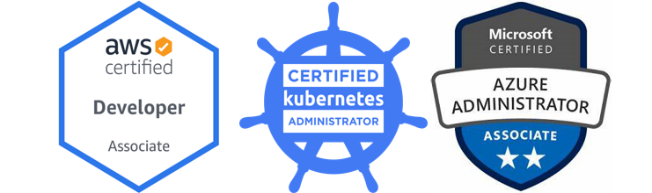 aws
certified
Developer
Associate
CERTIFIED
kubernetes
ADMINISTRATOR
Microsoft
CERTIFIED
AZURE
ADMINISTRATOR
ASSOCIATE